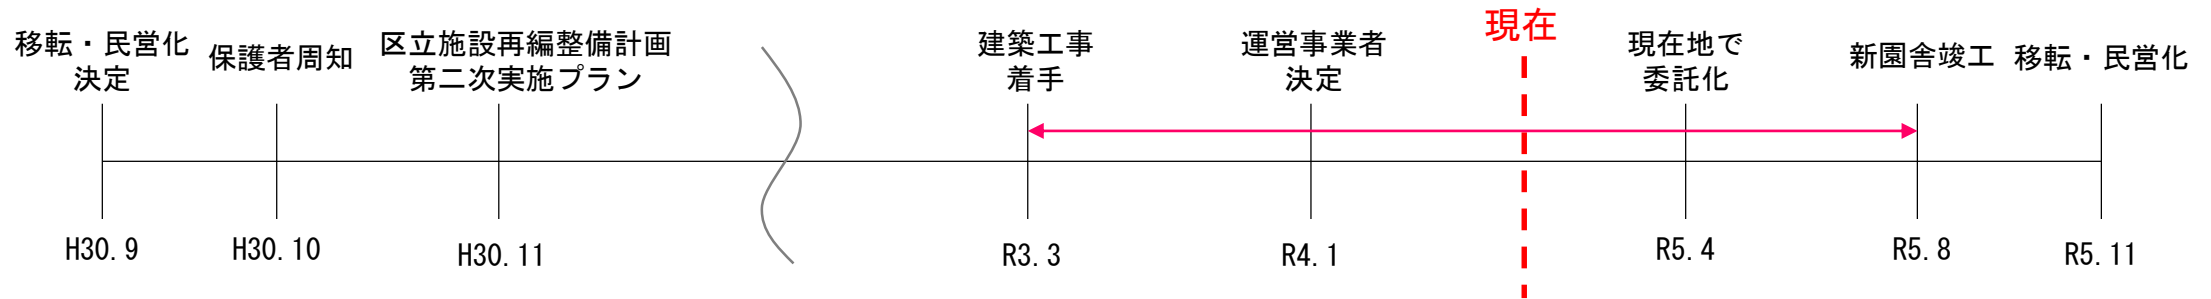 移転・民営化
決定
保護者周知
区立施設再編整備計画
第二次実施プラン
建築工事
着手
運営事業者
決定
現在
現在地で
委託化
新園舎竣工
移転・民営化
H30.9
H30.10
H30.11
R3.3
R4.1
R5.4
R5.8
R5.11